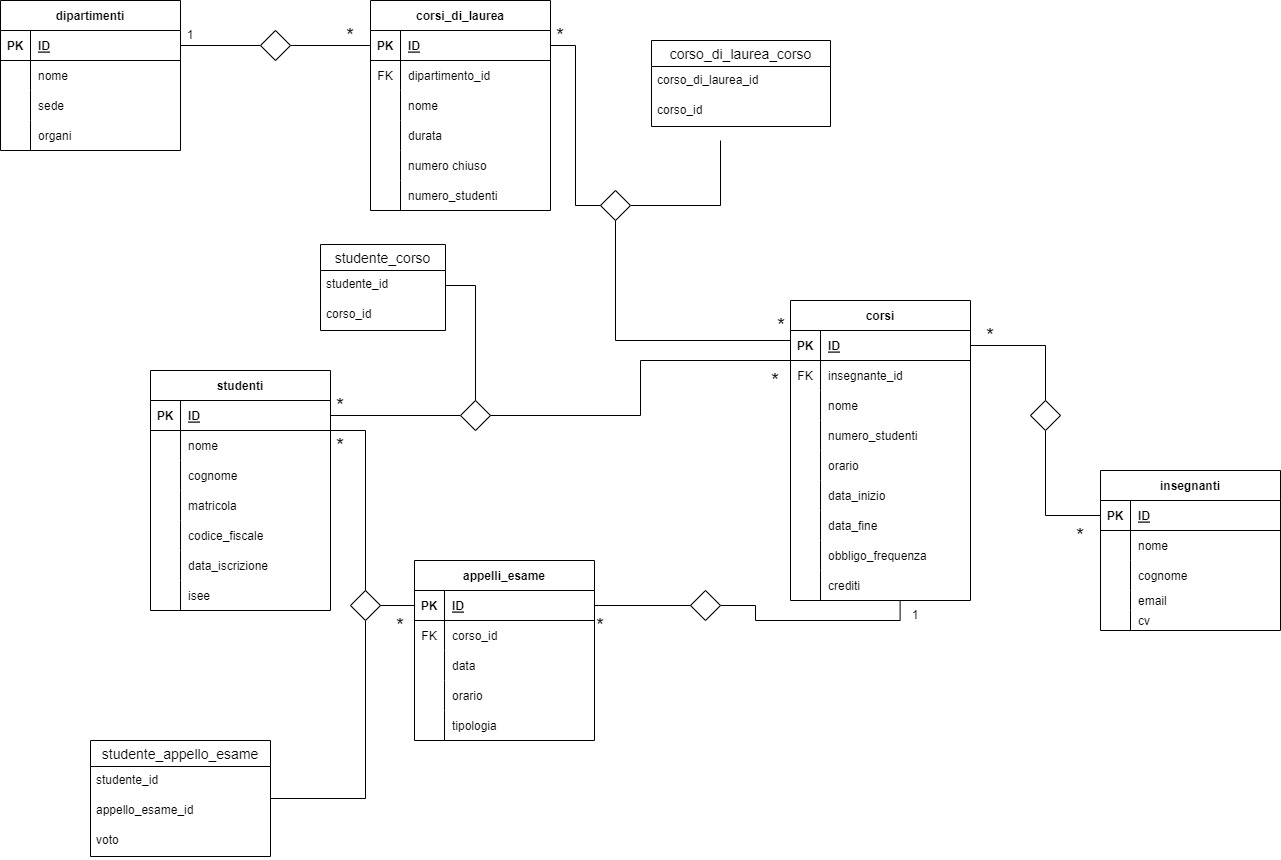 dipartimenti
PK ID
nome
sede
organi
1
*
corsi_di_laurea
PK ID
FK dipartimento_id
nome
durata
numero chiuso
numero_studenti
*
corso_di_laurea_corso
corso_di_laurea_id
corso_id
studente_corso
studente_id
corso_id
*
*
corsi
PK ID
FK insegnante_id
nome
numero_studenti
orario
data_inizio
data_fine
obbligo_frequenza
crediti
*
1
studenti
PK ID
nome
cognome
matricola
codice_fiscale
data_iscrizione
isee
*
*
insegnanti
PK ID
nome
cognome
email
cv
*
appelli_esame
PK ID
FK corso_id
data
orario
tipologia
*
*
studente_appello_esame
studente_id
appello_esame_id
voto